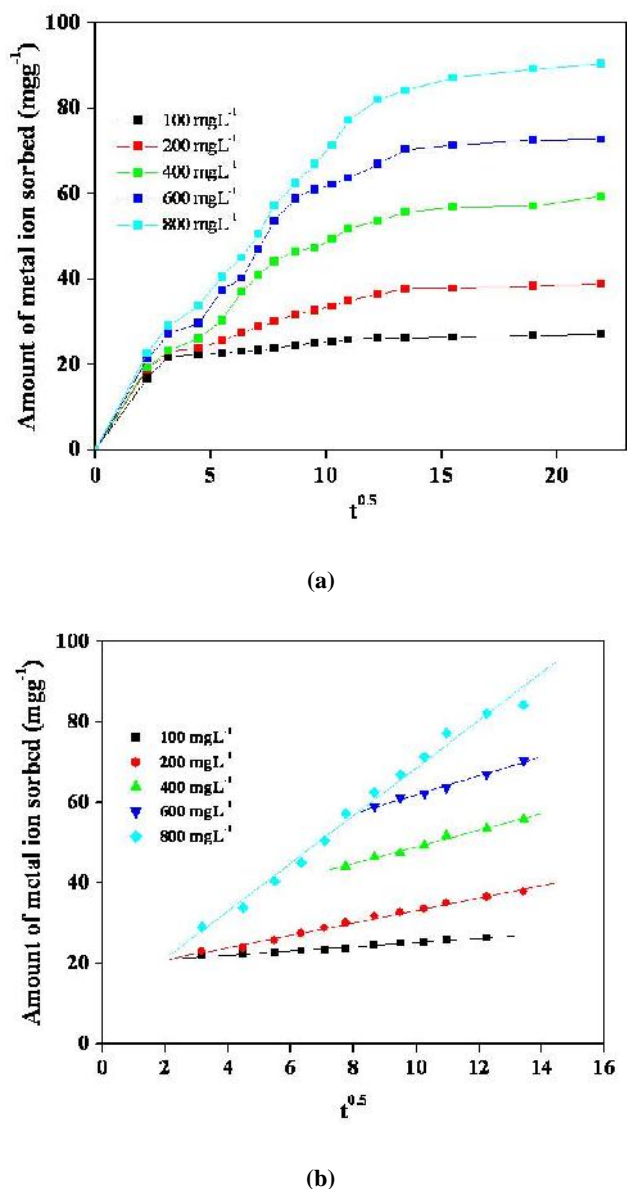 100
80
60
40
20
0
Amount of metal ion sorbed (mgg⁻¹)
100 mgL⁻¹
200 mgL⁻¹
400 mgL⁻¹
600 mgL⁻¹
800 mgL⁻¹
0 5 10 15 20
t⁰·⁵
(a)
100
80
60
40
20
0
Amount of metal ion sorbed (mgg⁻¹)
100 mgL⁻¹
200 mgL⁻¹
400 mgL⁻¹
600 mgL⁻¹
800 mgL⁻¹
0 2 4 6 8 10 12 14 16
t⁰·⁵
(b)